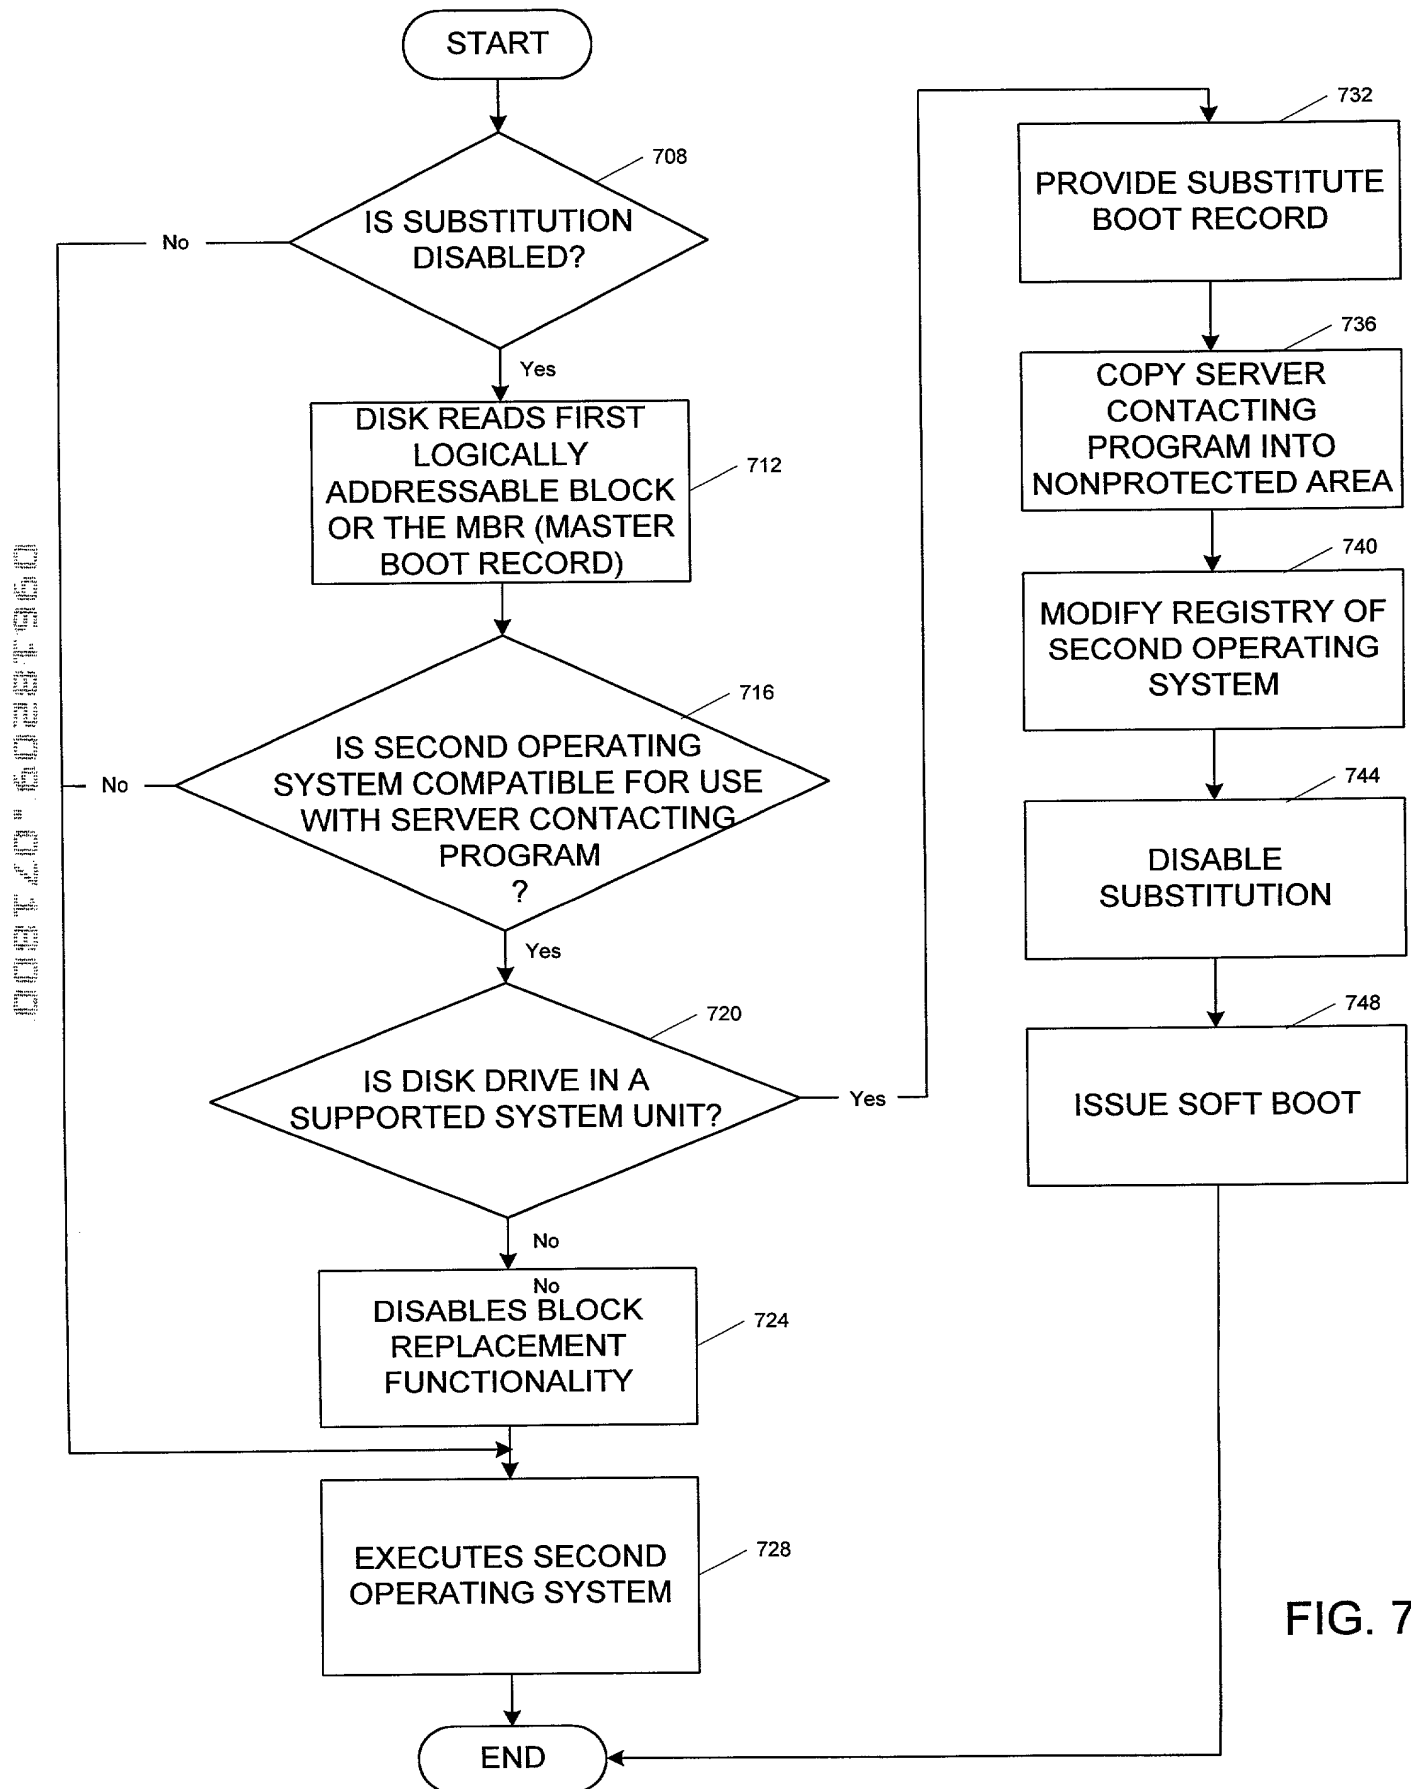 START
708
IS SUBSTITUTION
DISABLED?
No
Yes
DISK READS FIRST
LOGICALLY
ADDRESSABLE BLOCK
OR THE MBR (MASTER
BOOT RECORD)
712
716
IS SECOND OPERATING
SYSTEM COMPATIBLE FOR USE
WITH SERVER CONTACTING
PROGRAM
?
No
Yes
720
IS DISK DRIVE IN A
SUPPORTED SYSTEM UNIT?
Yes
No
No
DISABLES BLOCK
REPLACEMENT
FUNCTIONALITY
724
EXECUTES SECOND
OPERATING SYSTEM
728
END
732
PROVIDE SUBSTITUTE
BOOT RECORD
736
COPY SERVER
CONTACTING
PROGRAM INTO
NONPROTECTED AREA
740
MODIFY REGISTRY OF
SECOND OPERATING
SYSTEM
744
DISABLE
SUBSTITUTION
748
ISSUE SOFT BOOT
FIG. 7